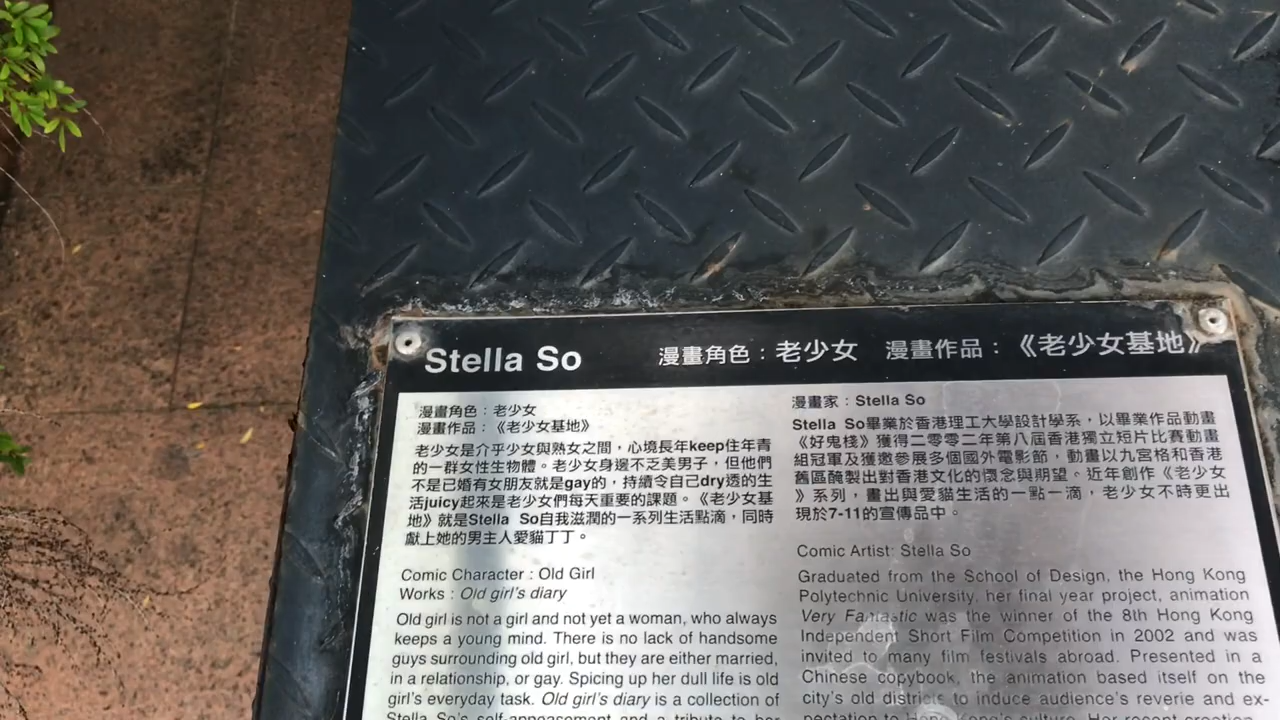 Stella So 漫畫角色：老少女 漫畫作品：《老少女基地》
漫畫角色：老少女
漫畫作品：《老少女基地》
老少女是介乎少女與熟女之間，心境長年keep住年青
的一群女性生物體。老少女身邊不乏美男子，但他們
不是已婚有女朋友就是gay的，持續令自己dry透的生
活juicy起來是老少女們每天重要的課題。《老少女基
地》就是Stella So自我滋潤的一系列生活點滴，同時
獻上她的男主人愛貓丁丁。
Comic Character : Old Girl
Works : Old girl's diary
Old girl is not a girl and not yet a woman, who always
keeps a young mind. There is no lack of handsome
guys surrounding old girl, but they are either married,
in a relationship, or gay. Spicing up her dull life is old
girl's everyday task. Old girl's diary is a collection of
Stella So's self-appeasement and a tribute to her
漫畫家：Stella So
Stella So畢業於香港理工大學設計學系，以畢業作品動畫
《好鬼棧》獲得二零零二年第八屆香港獨立短片比賽動畫
組冠軍及獲邀參展多個國外電影節，動畫以九宮格和香港
舊區醃製出對香港文化的懷念與期望。近年創作《老少女
》系列，畫出與愛貓生活的一點一滴，老少女不時更出
現於7-11的宣傳品中。
Comic Artist: Stella So
Graduated from the School of Design, the Hong Kong
Polytechnic University, her final year project, animation
Very Fantastic was the winner of the 8th Hong Kong
Independent Short Film Competition in 2002 and was
invited to many film festivals abroad. Presented in a
Chinese copybook, the animation based itself on the
city's old districts to induce audience's reverie and ex-
pectation to Hong Kong's culture. Her recent creation